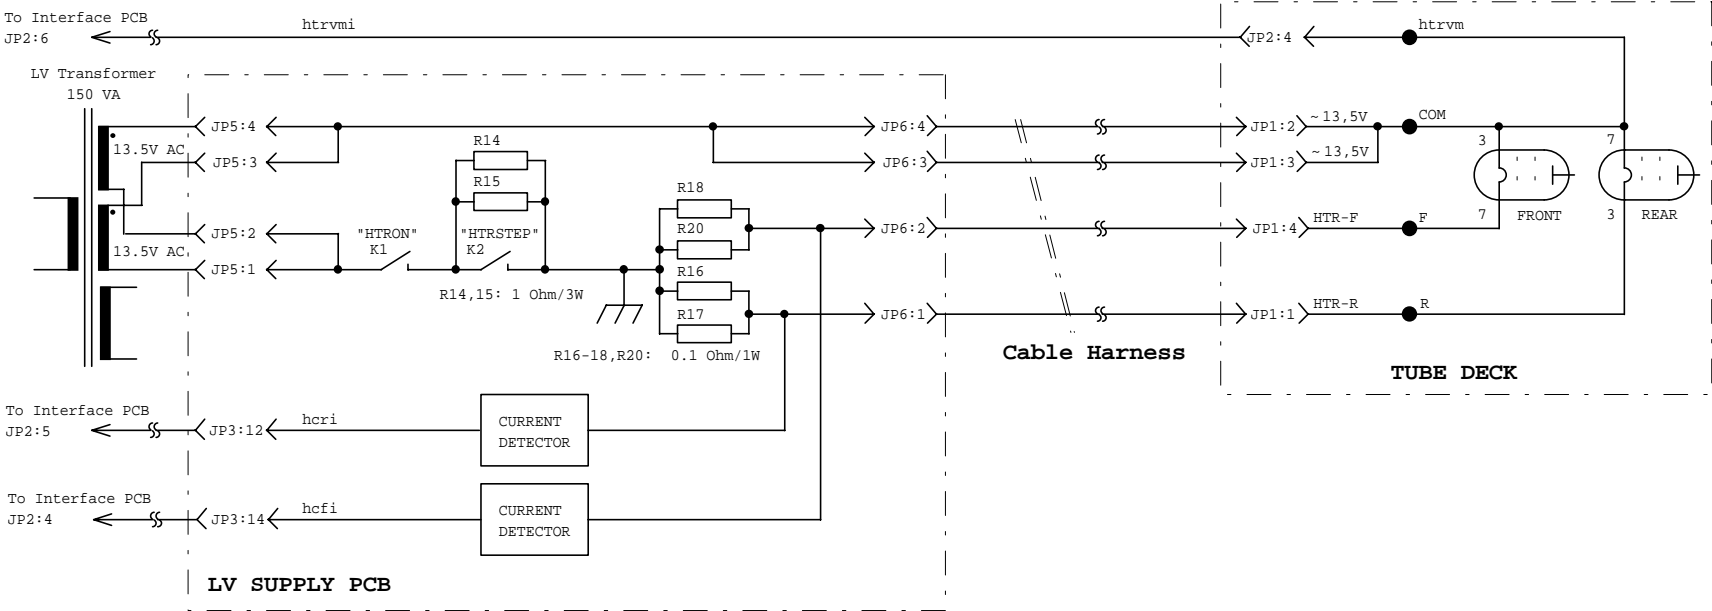 To Interface PCB
JP2:6
htrvmi
JP2:4
htrvm
LV Transformer
150 VA
JP5:4
JP6:4
JP1:2
~13,5V
COM
13.5V AC
JP5:3
R14
R15
JP6:3
JP1:3
~13,5V
3
7
R18
R20
JP5:2
"HTRON"
K1
"HTRSTEP"
K2
JP6:2
JP1:4
HTR-F
F
7
FRONT
3
REAR
13.5V AC
JP5:1
R14,15: 1 Ohm/3W
R16
R17
JP6:1
JP1:1
HTR-R
R
R16-18,R20: 0.1 Ohm/1W
Cable Harness
TUBE DECK
To Interface PCB
JP2:5
JP3:12
hcri
CURRENT
DETECTOR
To Interface PCB
JP2:4
JP3:14
hcfi
CURRENT
DETECTOR
LV SUPPLY PCB